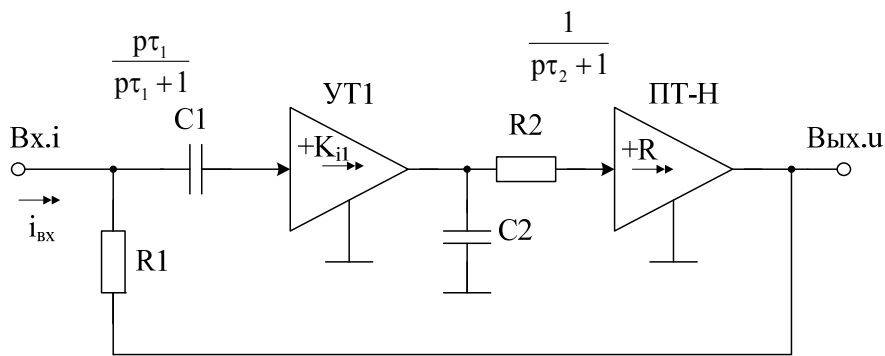 pτ₁
pτ₁ + 1
1
pτ₂ + 1
УТ1
ПТ-Н
C1
R2
Вх.i
+Kᵢ₁
+R
Вых.u
iвх
R1
C2